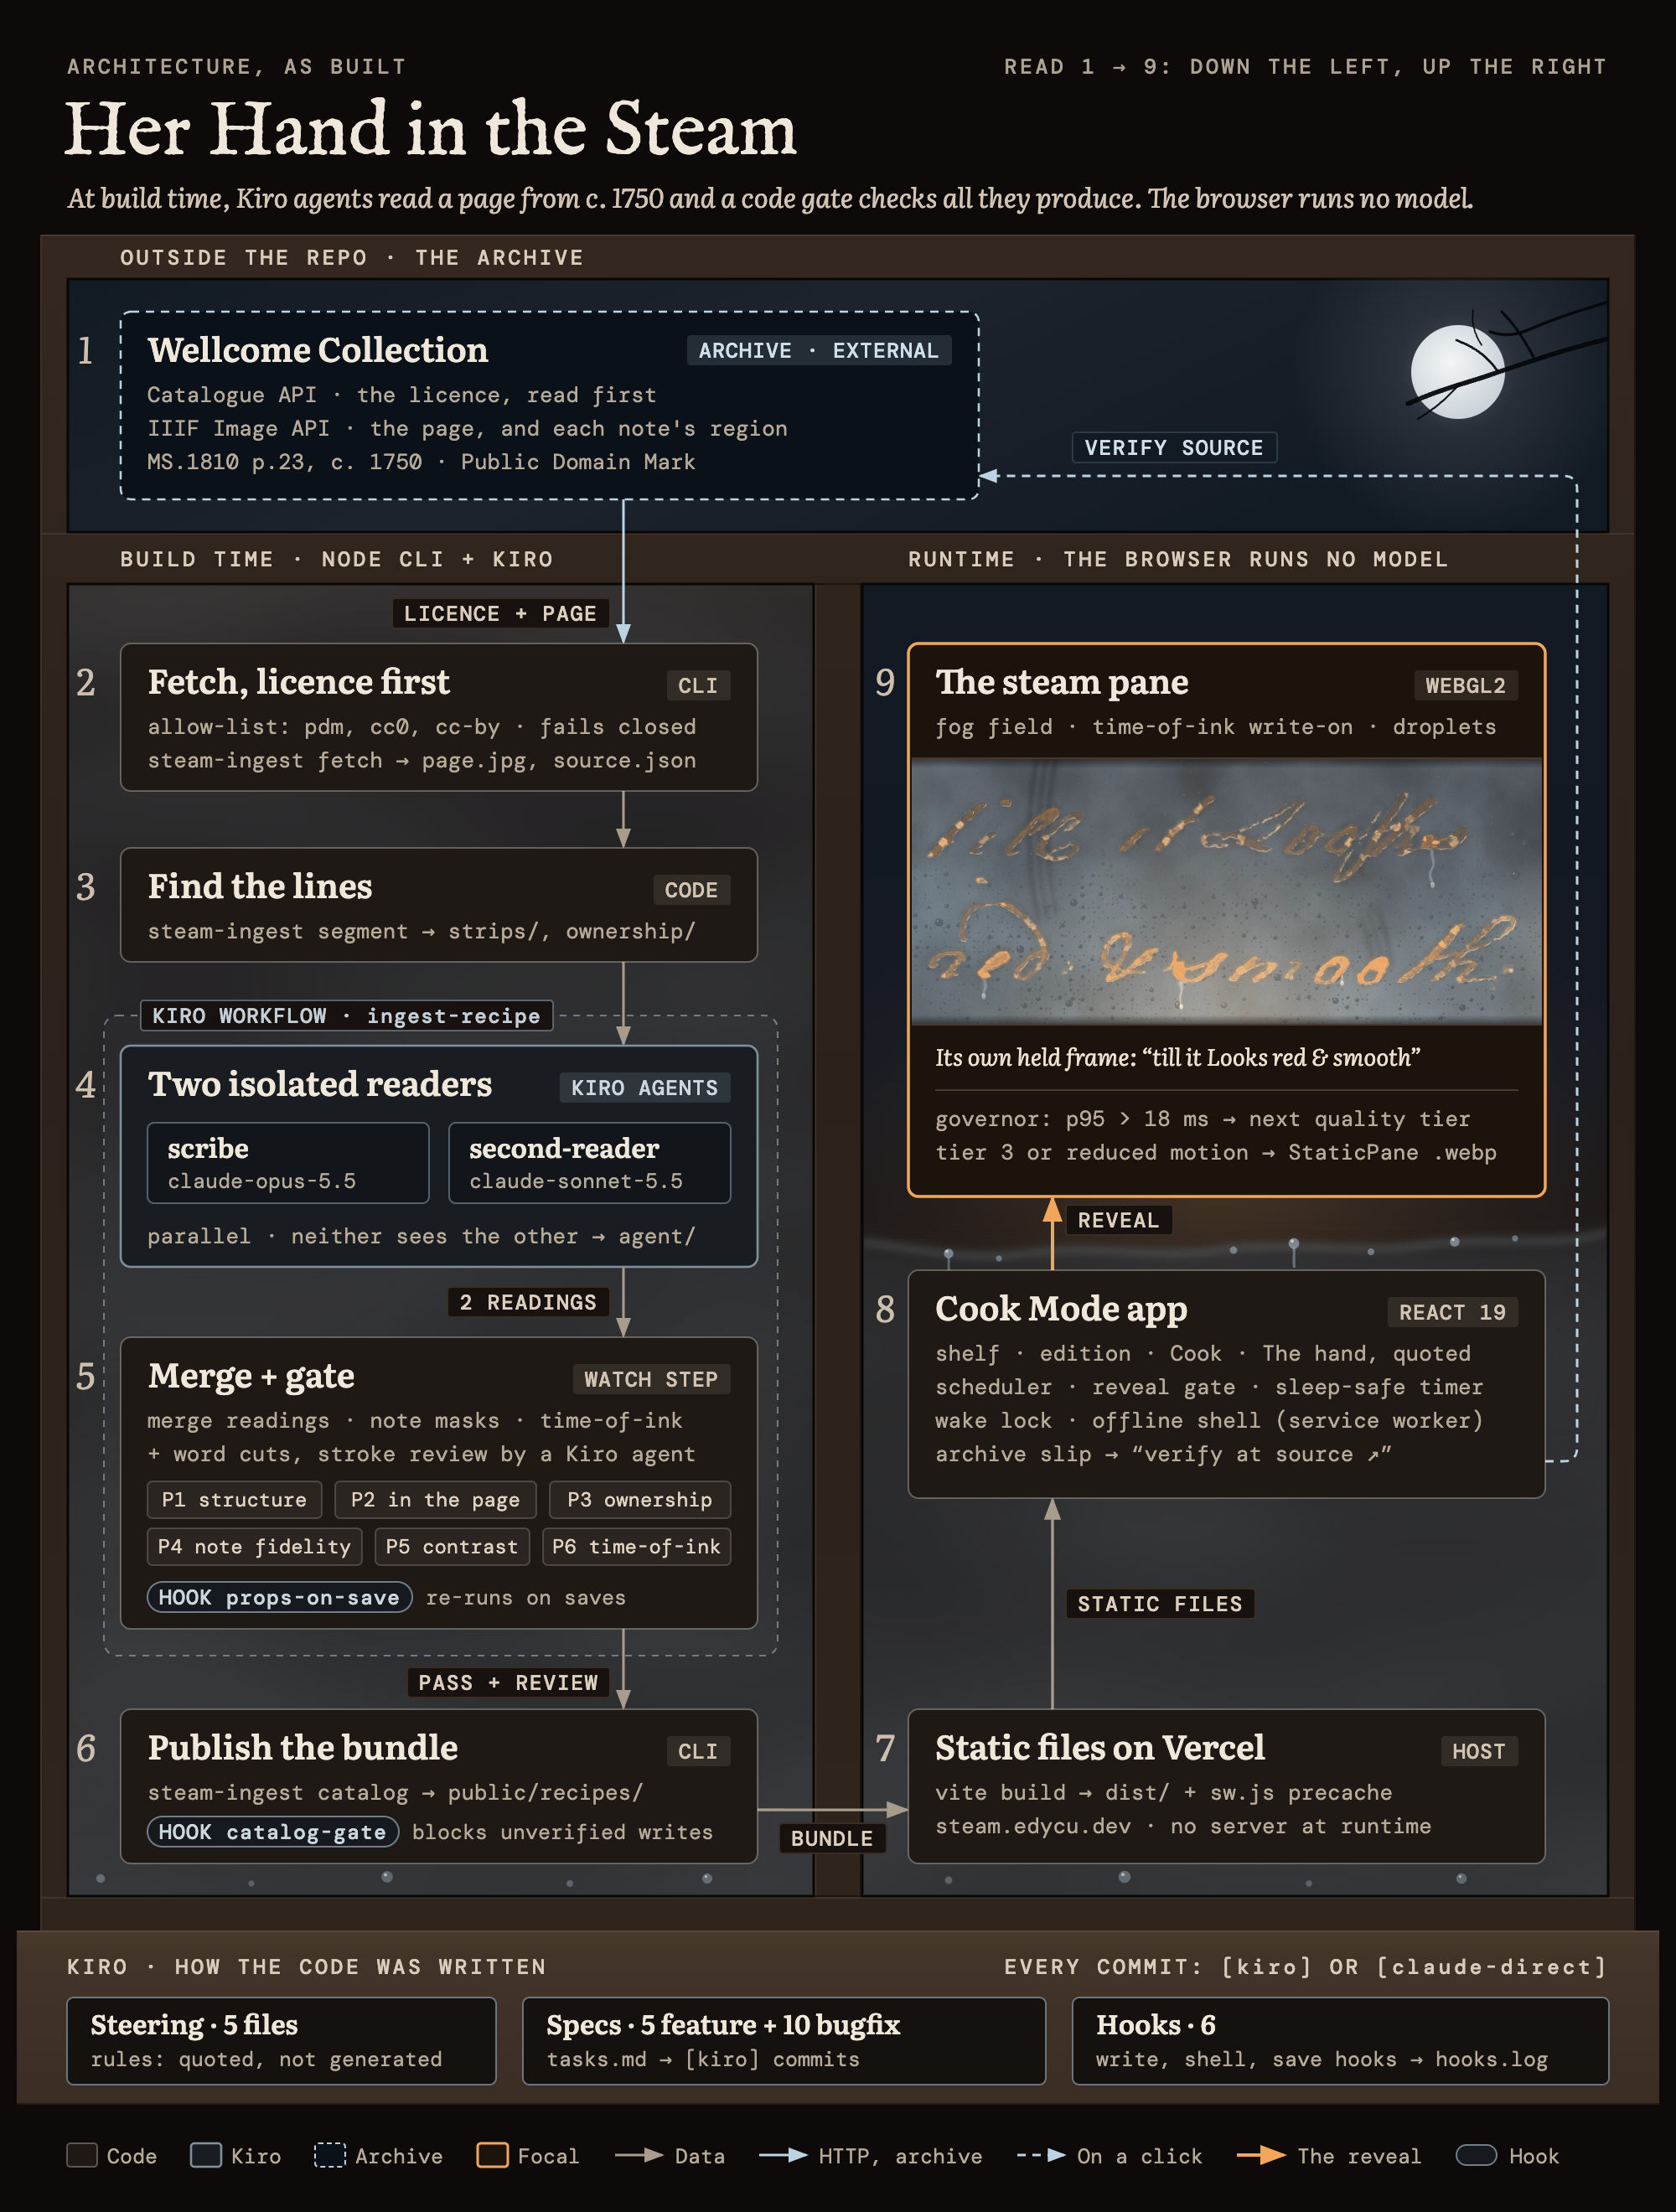 ARCHITECTURE, AS BUILT
READ 1 → 9: DOWN THE LEFT, UP THE RIGHT
Her Hand in the Steam
At build time, Kiro agents read a page from c. 1750 and a code gate checks all they produce. The browser runs no model.
OUTSIDE THE REPO · THE ARCHIVE
1
Wellcome Collection
ARCHIVE · EXTERNAL
Catalogue API · the licence, read first
IIIF Image API · the page, and each note's region
MS.1810 p.23, c. 1750 · Public Domain Mark
VERIFY SOURCE
BUILD TIME · NODE CLI + KIRO
LICENCE + PAGE
2
Fetch, licence first
CLI
allow-list: pdm, cc0, cc-by · fails closed
steam-ingest fetch → page.jpg, source.json
3
Find the lines
CODE
steam-ingest segment → strips/, ownership/
KIRO WORKFLOW · ingest-recipe
4
Two isolated readers
KIRO AGENTS
scribe
claude-opus-5.5
second-reader
claude-sonnet-5.5
parallel · neither sees the other → agent/
2 READINGS
5
Merge + gate
WATCH STEP
merge readings · note masks · time-of-ink
+ word cuts, stroke review by a Kiro agent
P1 structure
P2 in the page
P3 ownership
P4 note fidelity
P5 contrast
P6 time-of-ink
HOOK props-on-save
re-runs on saves
PASS + REVIEW
6
Publish the bundle
CLI
steam-ingest catalog → public/recipes/
HOOK catalog-gate
blocks unverified writes
BUNDLE
RUNTIME · THE BROWSER RUNS NO MODEL
9
The steam pane
WEBGL2
fog field · time-of-ink write-on · droplets
till it Looks
red & smooth
Its own held frame: “till it Looks red & smooth”
governor: p95 > 18 ms → next quality tier
tier 3 or reduced motion → StaticPane .webp
REVEAL
8
Cook Mode app
REACT 19
shelf · edition · Cook · The hand, quoted
scheduler · reveal gate · sleep-safe timer
wake lock · offline shell (service worker)
archive slip → “verify at source ↗”
STATIC FILES
7
Static files on Vercel
HOST
vite build → dist/ + sw.js precache
steam.edycu.dev · no server at runtime
KIRO · HOW THE CODE WAS WRITTEN
EVERY COMMIT: [kiro] OR [claude-direct]
Steering · 5 files
rules: quoted, not generated
Specs · 5 feature + 10 bugfix
tasks.md → [kiro] commits
Hooks · 6
write, shell, save hooks → hooks.log
Code
Kiro
Archive
Focal
Data
HTTP, archive
On a click
The reveal
Hook